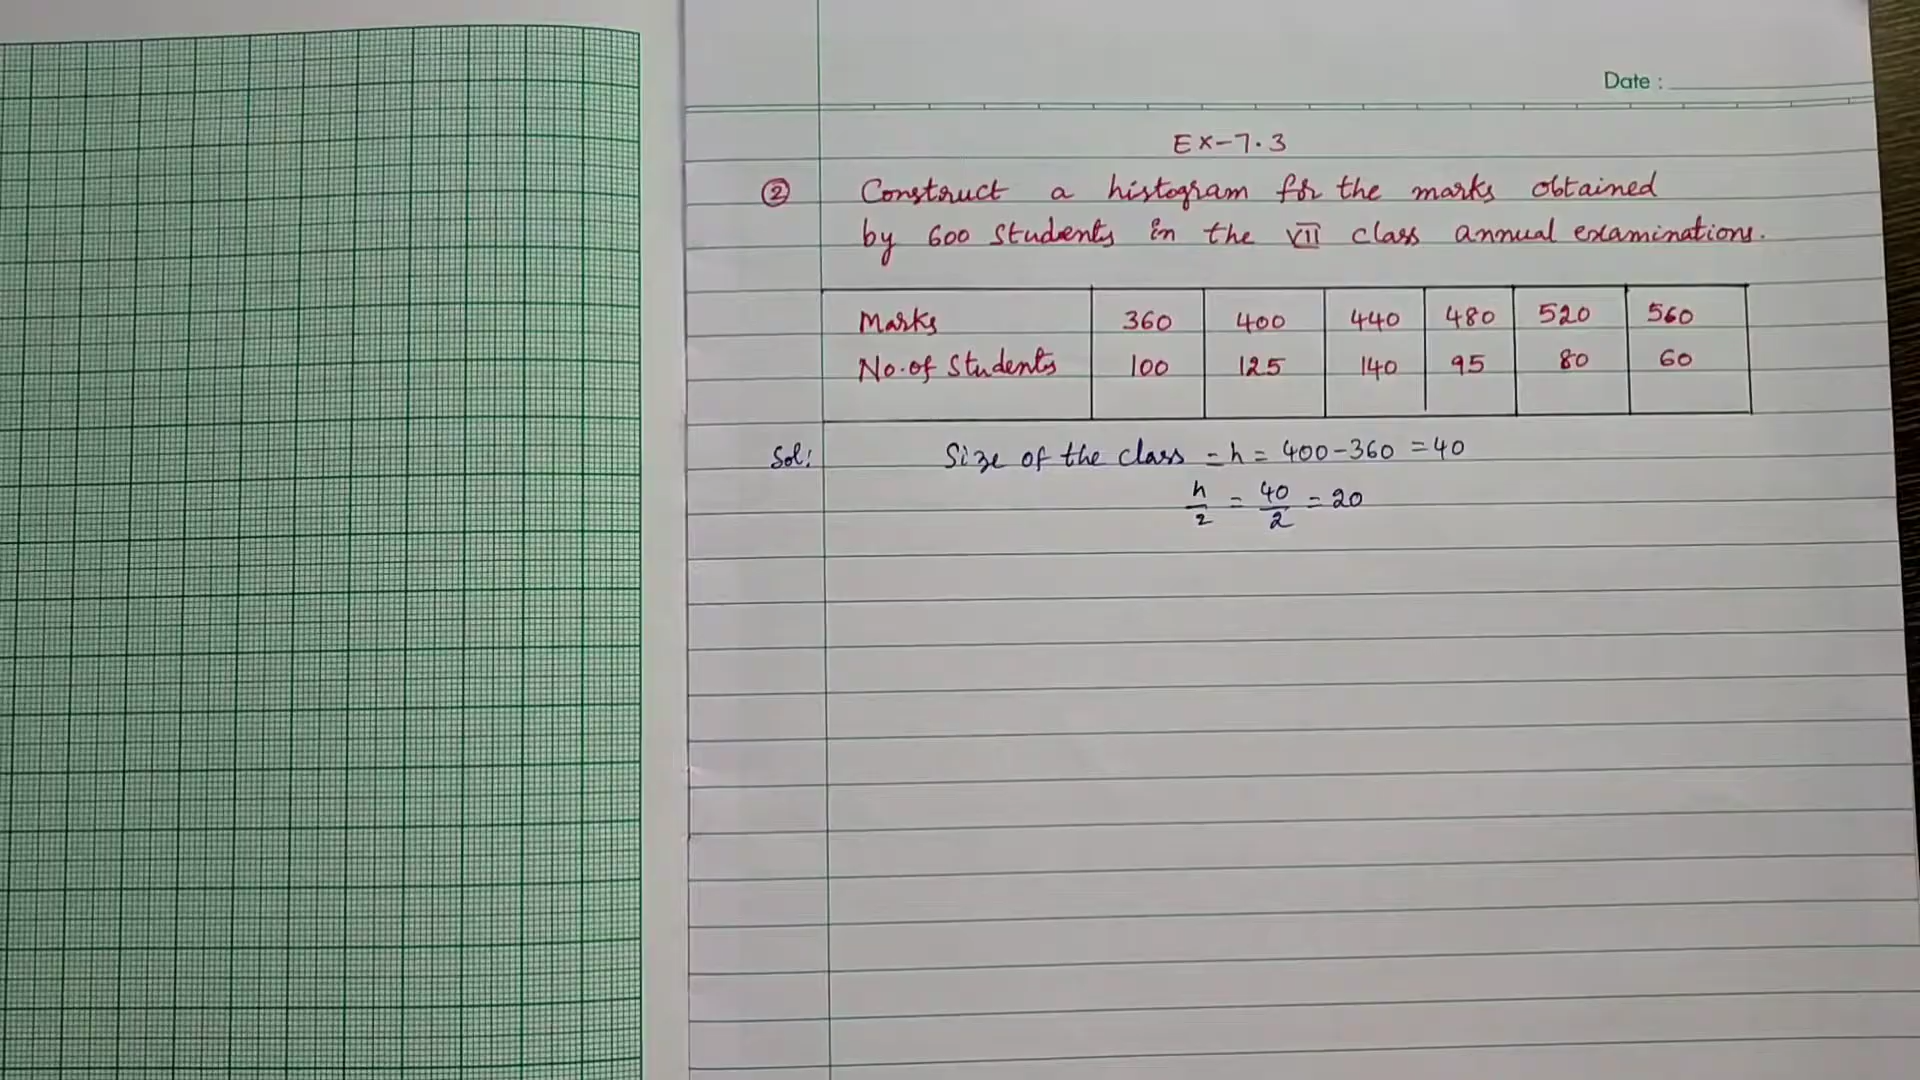 Date :
EX-7.3
② Construct a histogram for the marks obtained
by 600 students in the VII class annual examinations.
Marks 360 400 440 480 520 560
No.of Students 100 125 140 95 80 60
Sol: Size of the class = h = 400-360 = 40
h/2 = 40/2 = 20